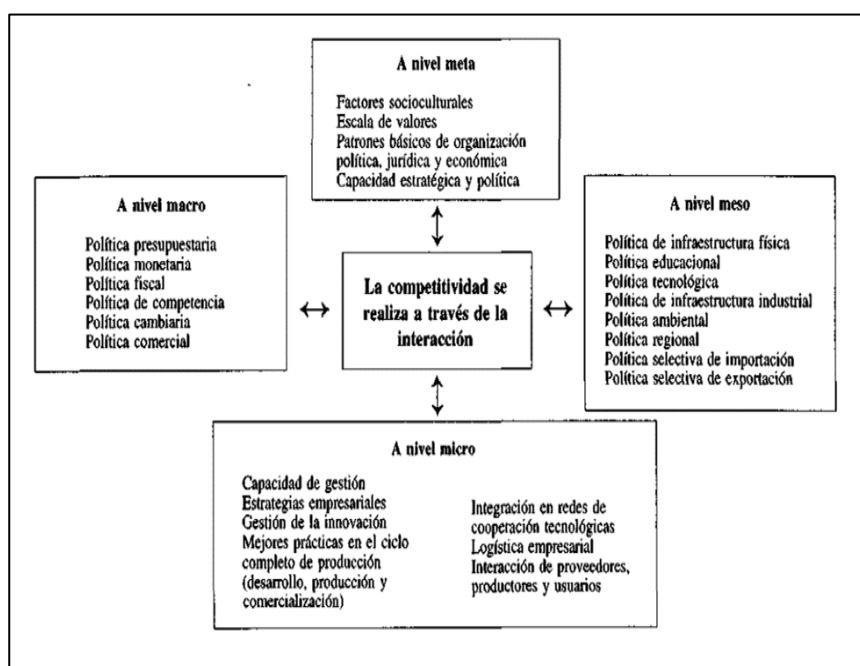 A nivel meta
Factores socioculturales
Escala de valores
Patrones básicos de organización
política, jurídica y económica
Capacidad estratégica y política
A nivel macro
Política presupuestaria
Política monetaria
Política fiscal
Política de competencia
Política cambiaria
Política comercial
La competitividad se
realiza a través de la
interacción
A nivel meso
Política de infraestructura física
Política educacional
Política tecnológica
Política de infraestructura industrial
Política ambiental
Política regional
Política selectiva de importación
Política selectiva de exportación
A nivel micro
Capacidad de gestión
Estrategias empresariales
Gestión de la innovación
Mejores prácticas en el ciclo
completo de producción
(desarrollo, producción y
comercialización)
Integración en redes de
cooperación tecnológicas
Logística empresarial
Interacción de proveedores,
productores y usuarios